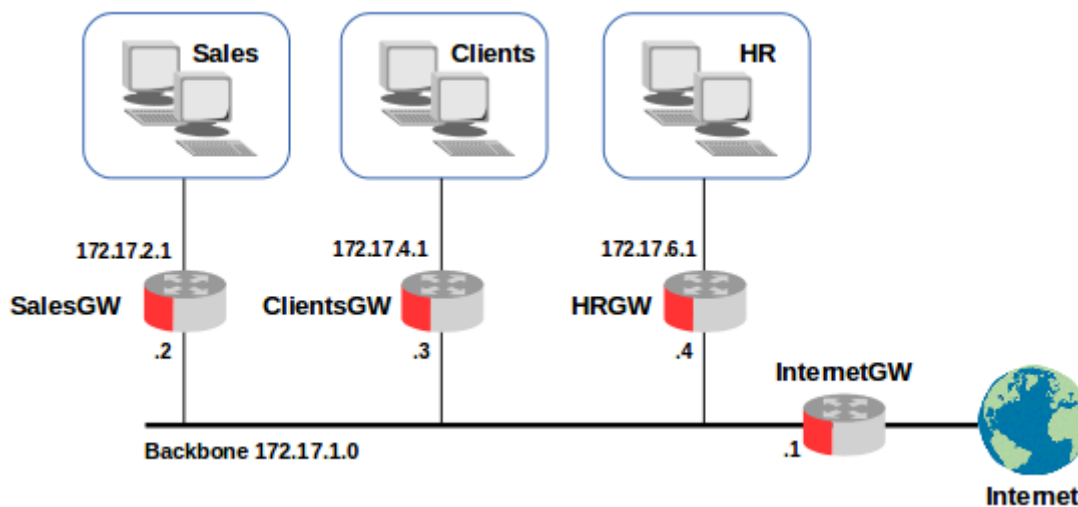 Sales
Clients
HR
172.17.2.1
172.17.4.1
172.17.6.1
SalesGW
ClientsGW
HRGW
.2
.3
.4
InternetGW
Backbone 172.17.1.0
.1
Internet